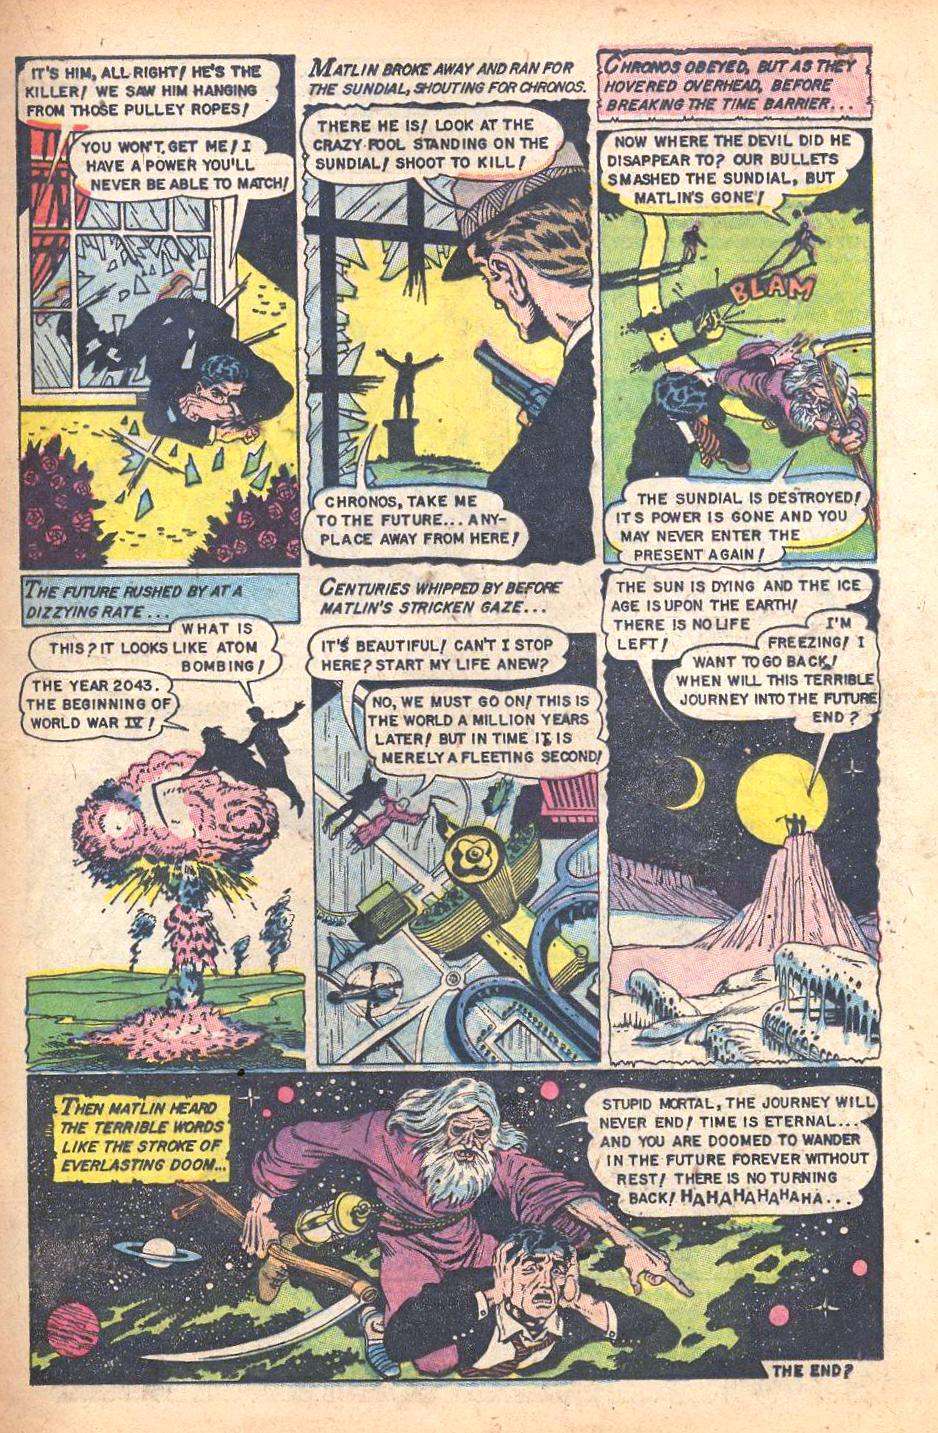 IT'S HIM, ALL RIGHT! HE'S THE
KILLER! WE SAW HIM HANGING
FROM THOSE PULLEY ROPES!
YOU WON'T GET ME! I
HAVE A POWER YOU'LL
NEVER BE ABLE TO MATCH!
MATLIN BROKE AWAY AND RAN FOR
THE SUNDIAL, SHOUTING FOR CHRONOS.
THERE HE IS! LOOK AT THE
CRAZY FOOL STANDING ON THE
SUNDIAL! SHOOT TO KILL!
CHRONOS, TAKE ME
TO THE FUTURE... ANY-
PLACE AWAY FROM HERE!
CHRONOS OBEYED, BUT AS THEY
HOVERED OVERHEAD, BEFORE
BREAKING THE TIME BARRIER...
NOW WHERE THE DEVIL DID HE
DISAPPEAR TO? OUR BULLETS
SMASHED THE SUNDIAL, BUT
MATLIN'S GONE!
BLAM
THE SUNDIAL IS DESTROYED!
ITS POWER IS GONE AND YOU
MAY NEVER ENTER THE
PRESENT AGAIN!
THE FUTURE RUSHED BY AT A
DIZZYING RATE...
WHAT IS
THIS? IT LOOKS LIKE ATOM
BOMBING!
THE YEAR 2043.
THE BEGINNING OF
WORLD WAR IV!
CENTURIES WHIPPED BY BEFORE
MATLIN'S STRICKEN GAZE...
IT'S BEAUTIFUL! CAN'T I STOP
HERE? START MY LIFE ANEW?
NO, WE MUST GO ON! THIS IS
THE WORLD A MILLION YEARS
LATER! BUT IN TIME IT IS
MERELY A FLEETING SECOND!
THE SUN IS DYING AND THE ICE
AGE IS UPON THE EARTH!
THERE IS NO LIFE
LEFT!
I'M
FREEZING! I
WANT TO GO BACK!
WHEN WILL THIS TERRIBLE
JOURNEY INTO THE FUTURE
END?
THEN MATLIN HEARD
THE TERRIBLE WORDS
LIKE THE STROKE OF
EVERLASTING DOOM...
STUPID MORTAL, THE JOURNEY WILL
NEVER END! TIME IS ETERNAL...
AND YOU ARE DOOMED TO WANDER
IN THE FUTURE FOREVER WITHOUT
REST! THERE IS NO TURNING
BACK! HAHAHAHAHAHA...
THE END?